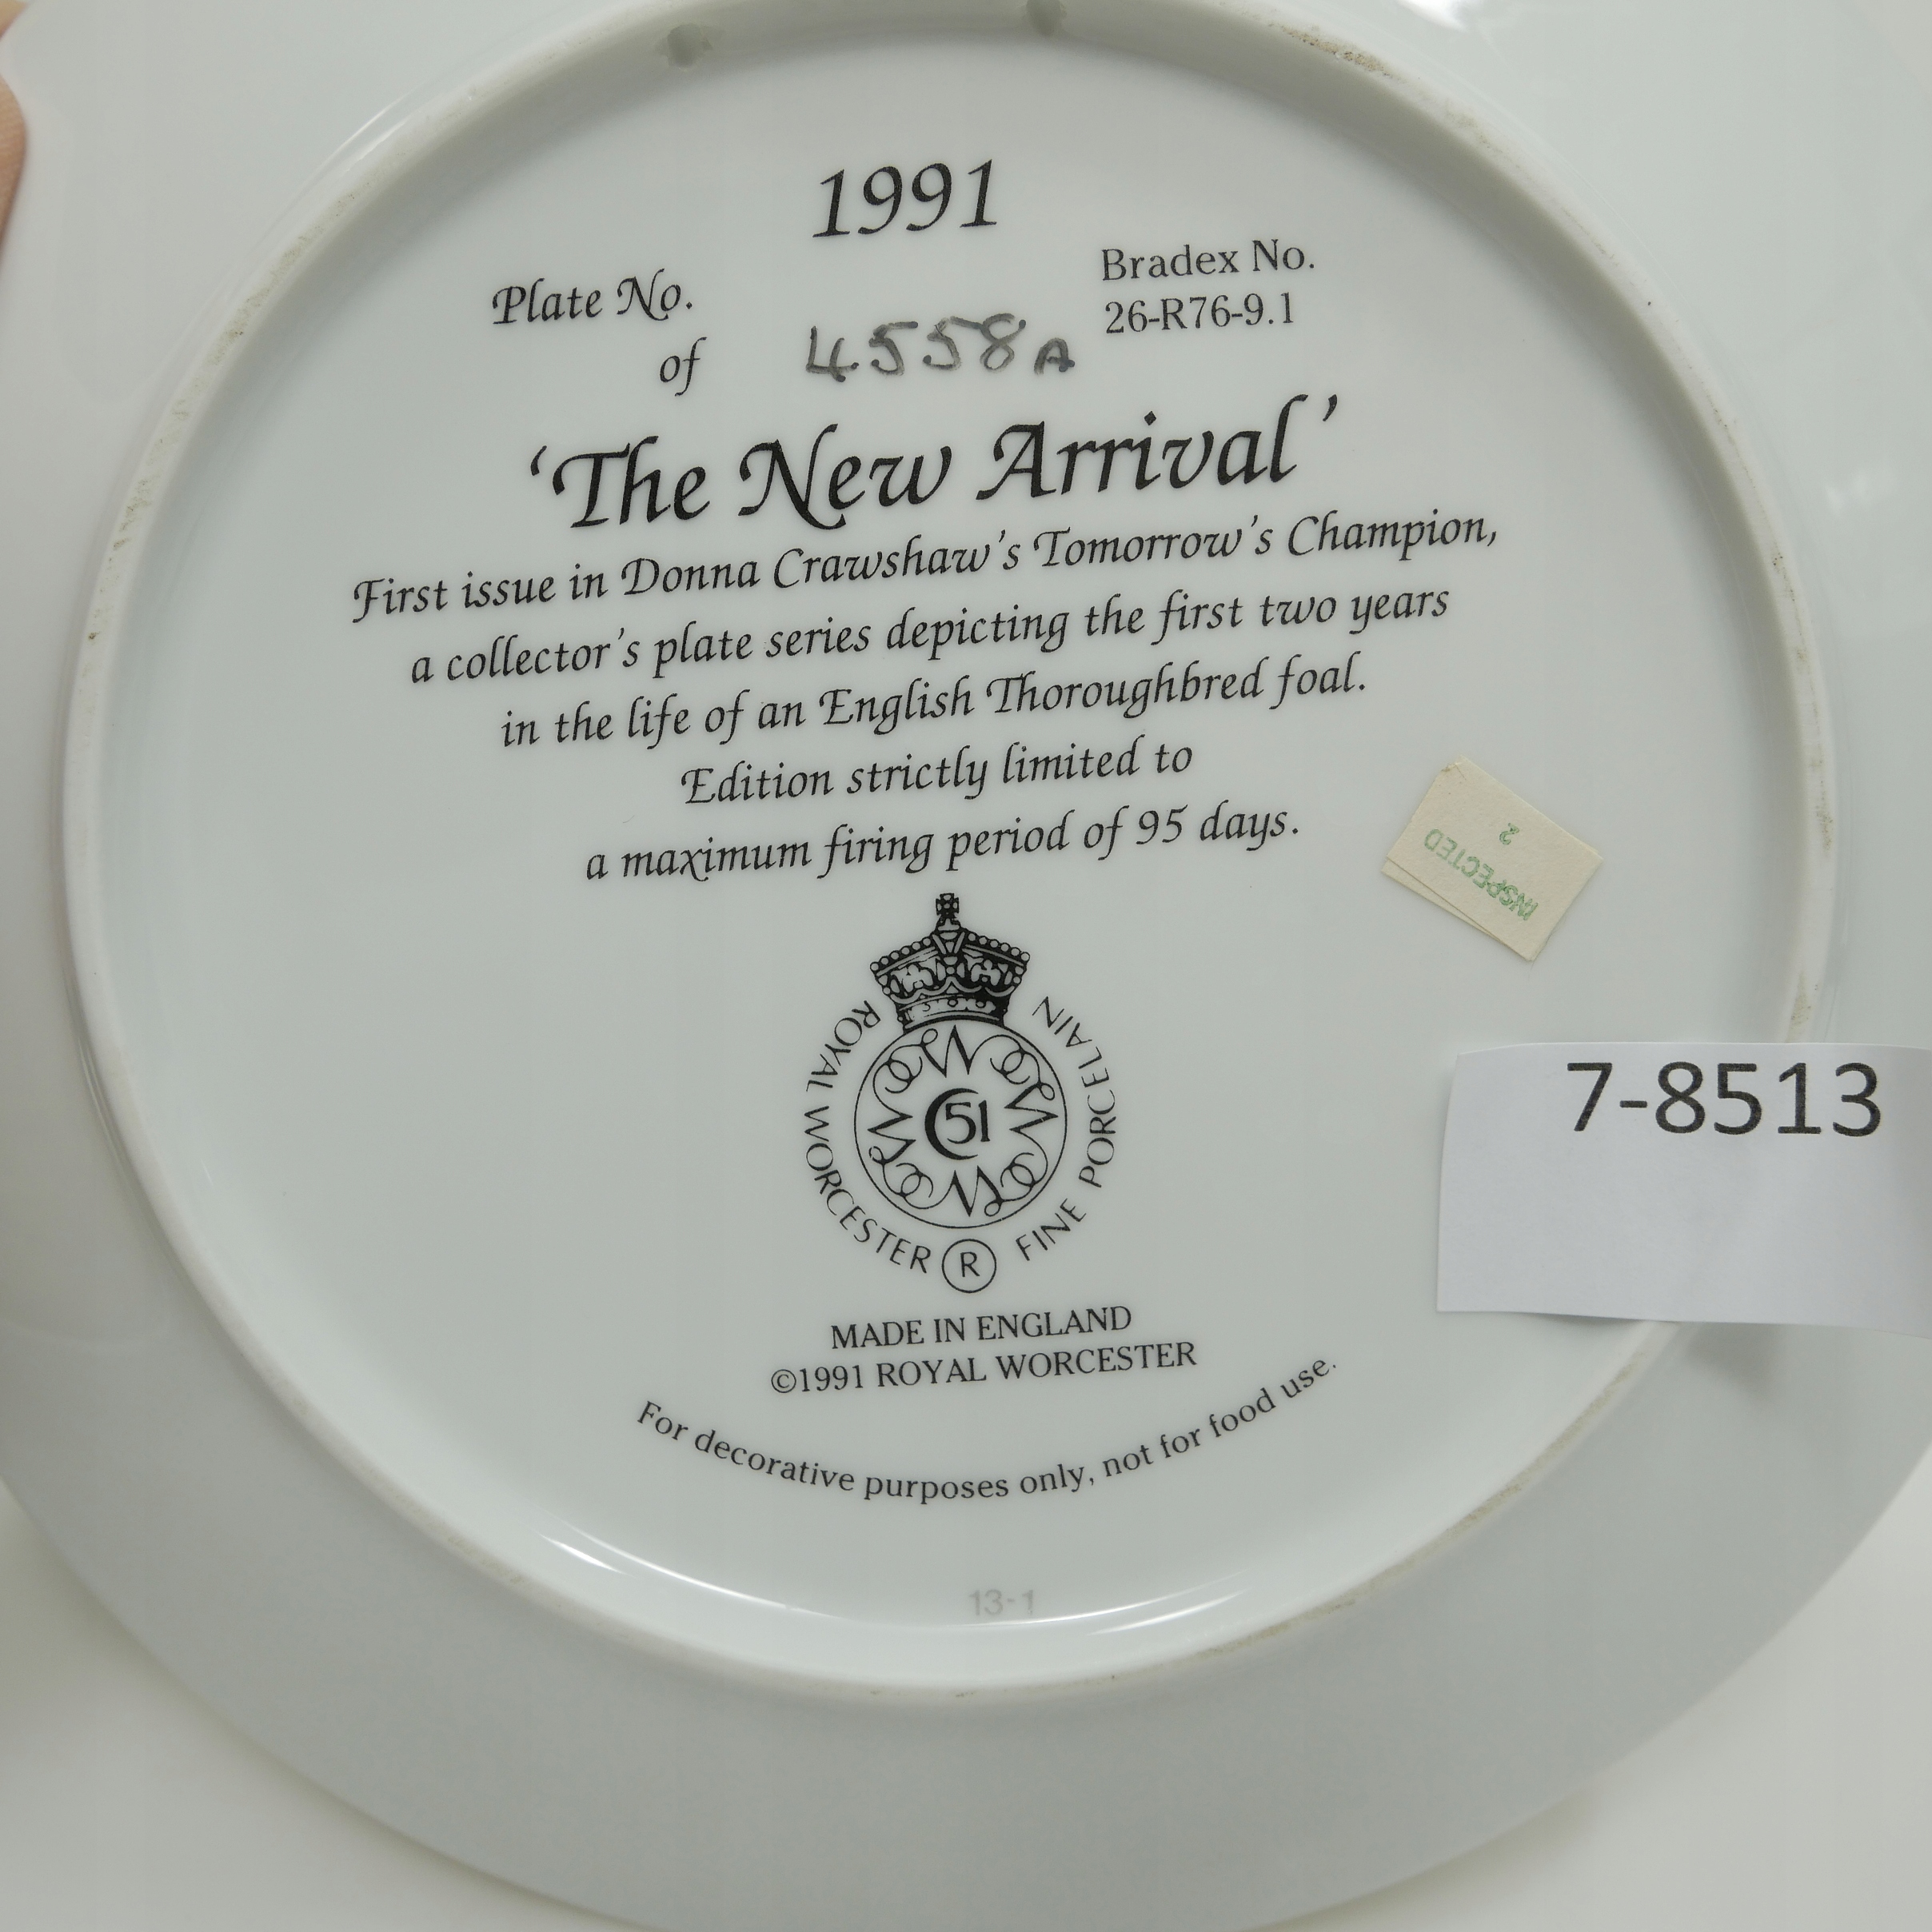 1991
Plate No.
Bradex No.
26-R76-9.1
of 4558A
‘The New Arrival’
First issue in Donna Crawshaw’s Tomorrow’s Champion,
a collector’s plate series depicting the first two years
in the life of an English Thoroughbred foal.
Edition strictly limited to
a maximum firing period of 95 days.
INSPECTED
2
ROYAL WORCESTER ® FINE PORCELAIN
W W W W
51
7-8513
MADE IN ENGLAND
©1991 ROYAL WORCESTER
For decorative purposes only, not for food use.
13-1